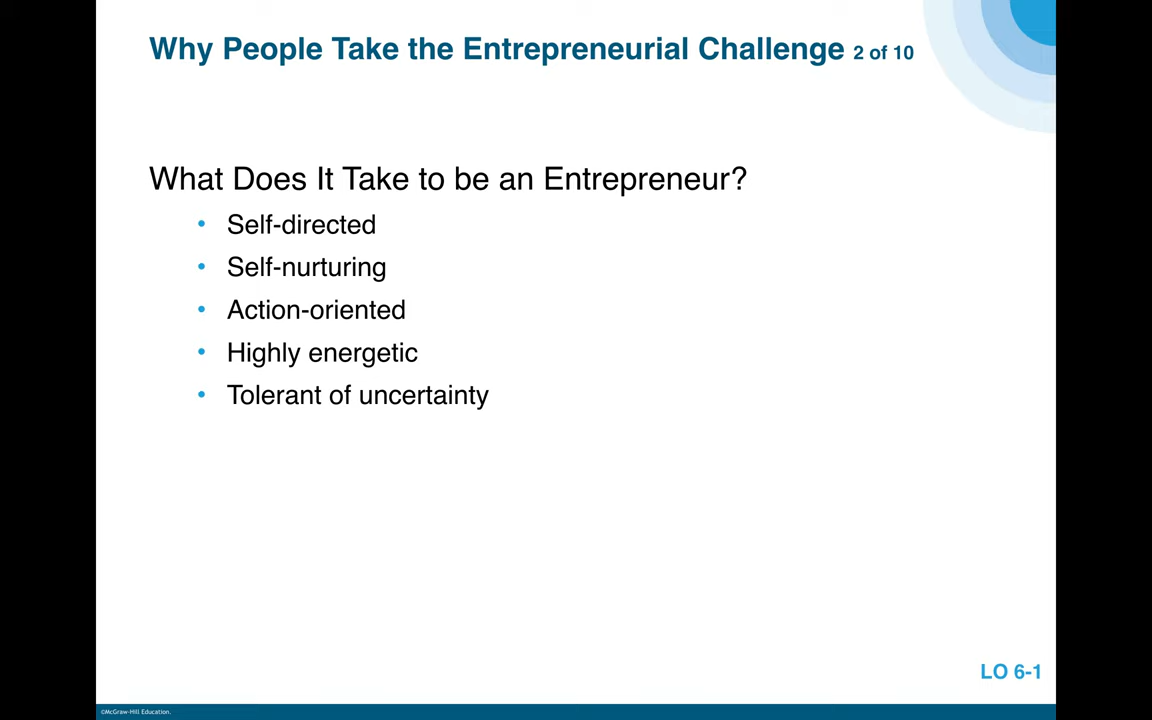 Why People Take the Entrepreneurial Challenge 2 of 10
What Does It Take to be an Entrepreneur?
• Self-directed
• Self-nurturing
• Action-oriented
• Highly energetic
• Tolerant of uncertainty
LO 6-1
©McGraw-Hill Education.